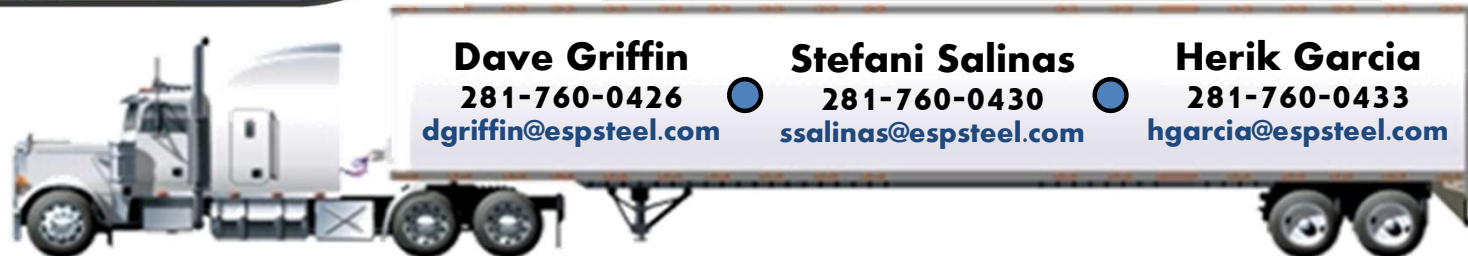 Dave Griffin
281-760-0426
dgriffin@espsteel.com
Stefani Salinas
281-760-0430
ssalinas@espsteel.com
Herik Garcia
281-760-0433
hgarcia@espsteel.com